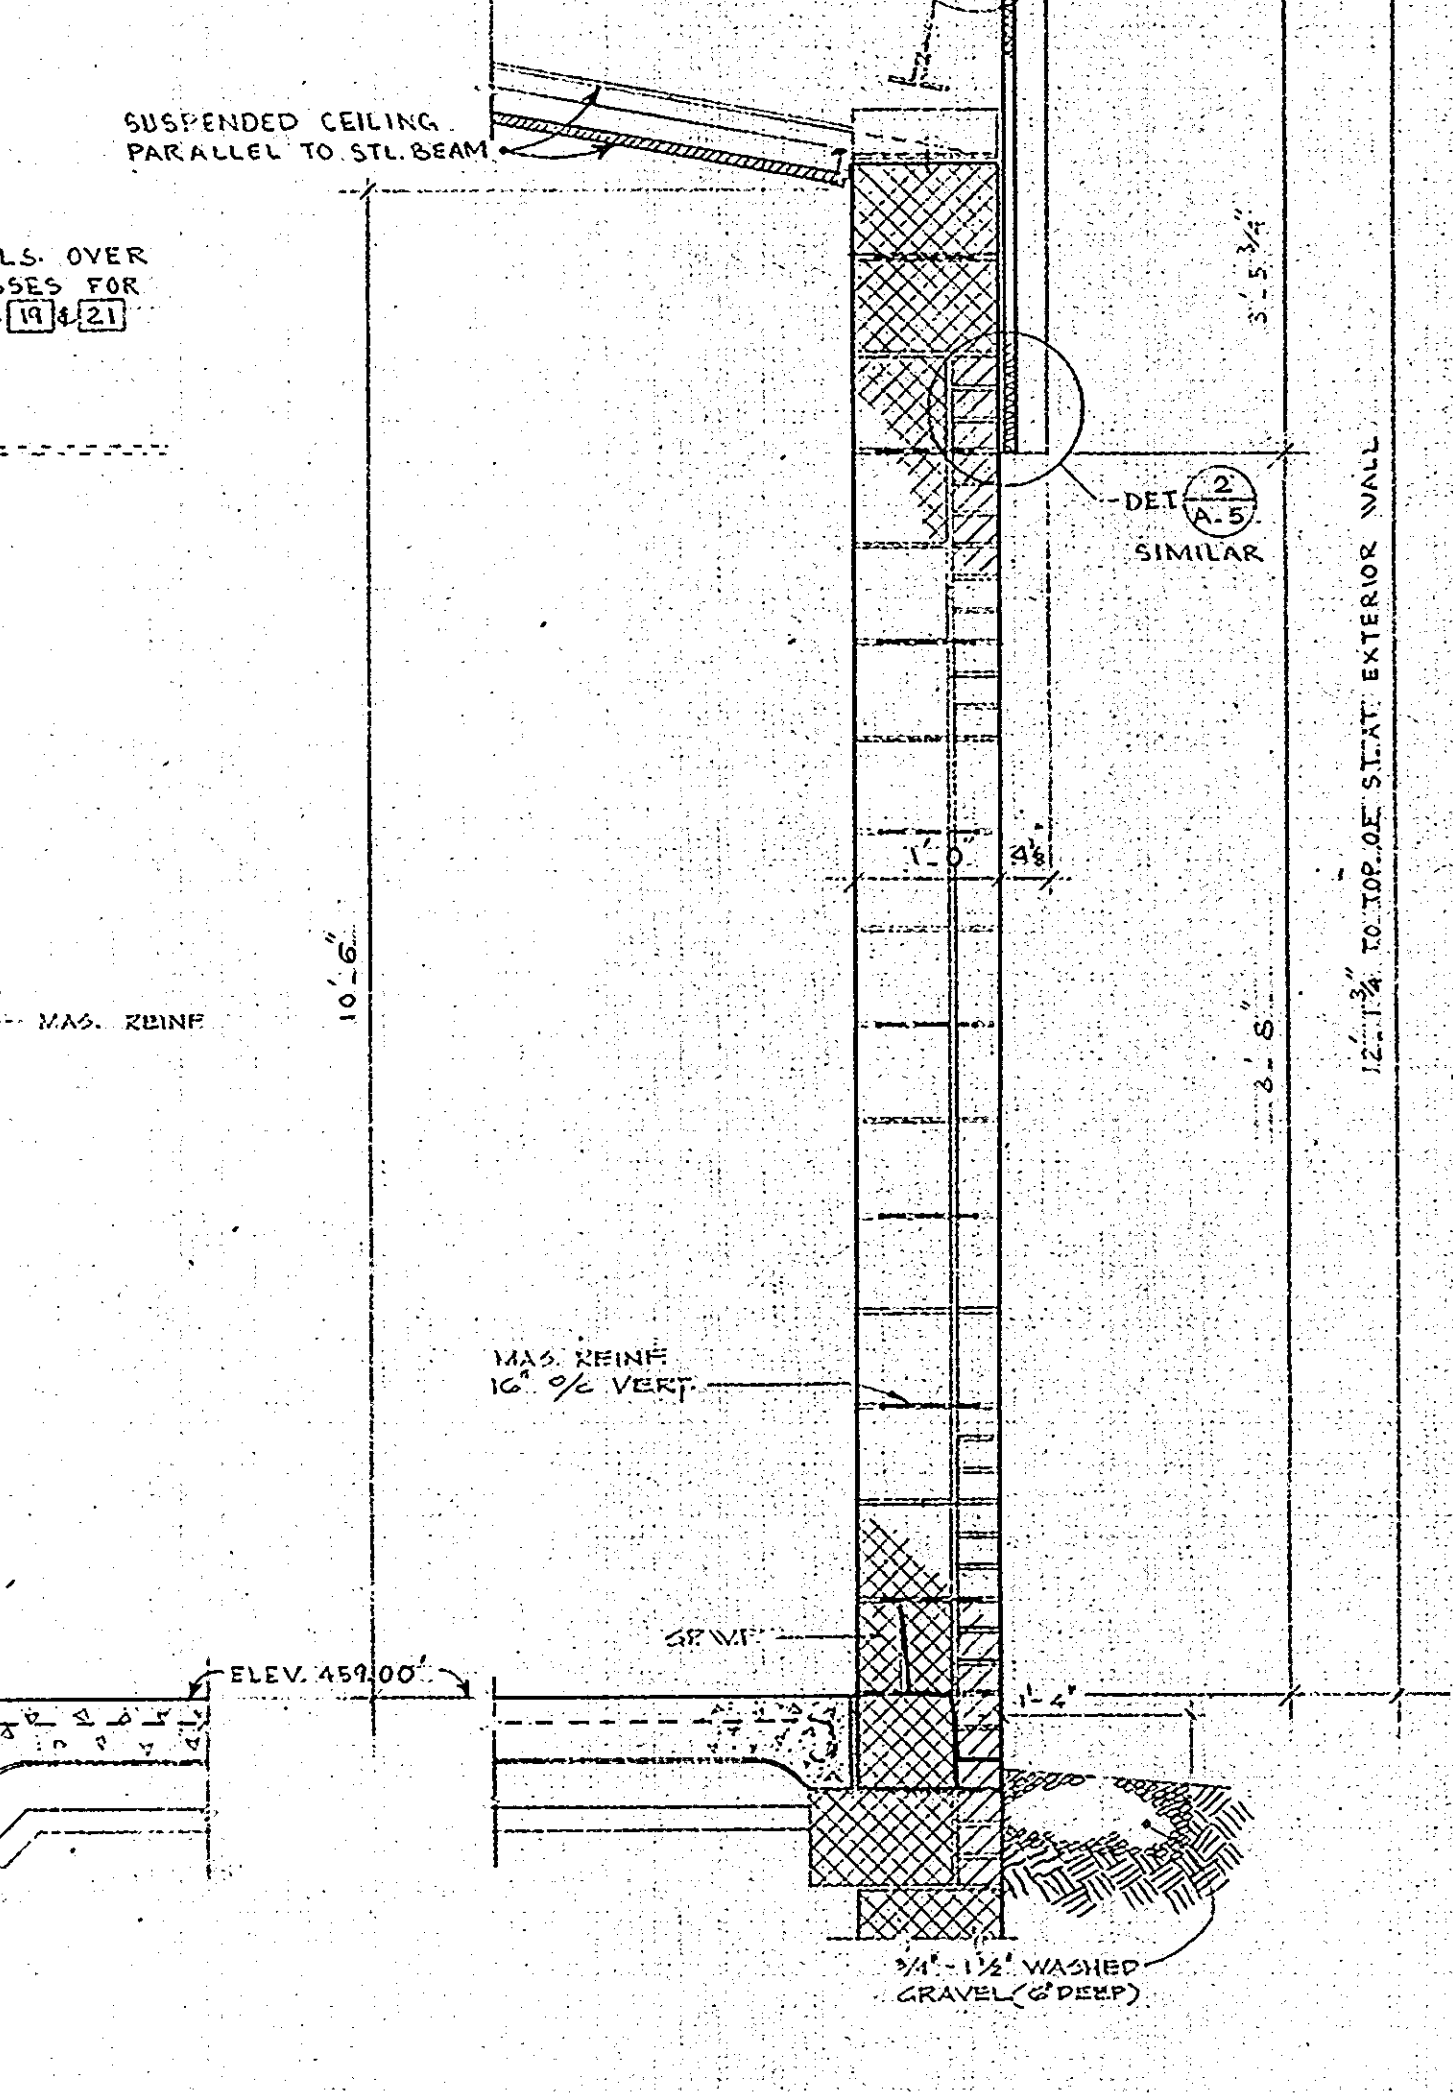 SUSPENDED CEILING
PARALLEL TO STL. BEAM
LS. OVER
SSES FOR
19 & 21
3'-5 3/4"
DET 2
A-5
SIMILAR
12'-1 3/4" TO TOP OF ST. AT EXTERIOR WALL
1'-0" 4 1/8"
10'-6"
MAS. REINF
8'-8"
MAS. REINF.
16" O/C VERT.
ELEV. 459.00'
1'-4"
3/4"-1 1/2" WASHED
GRAVEL (6" DEEP)